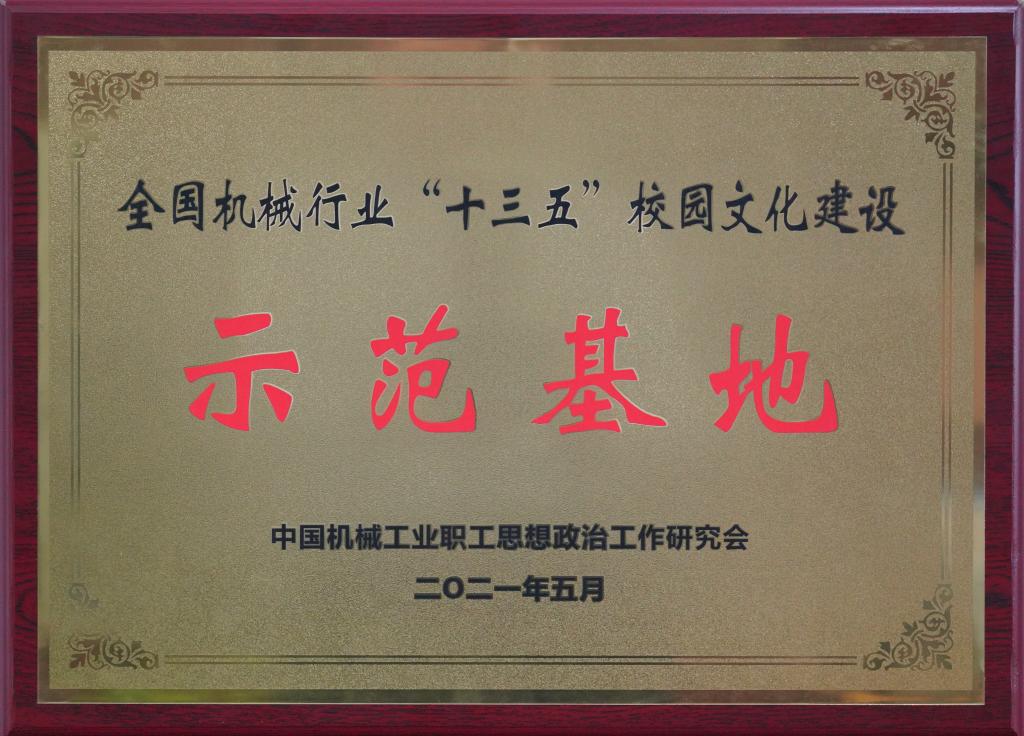 全国机械行业“十三五”校园文化建设
示范基地
中国机械工业职工思想政治工作研究会
二〇二一年五月